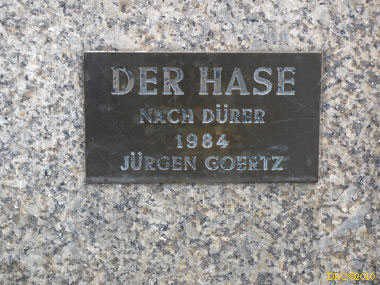 DER HASE
NACH DÜRER
1984
JÜRGEN GOERTZ